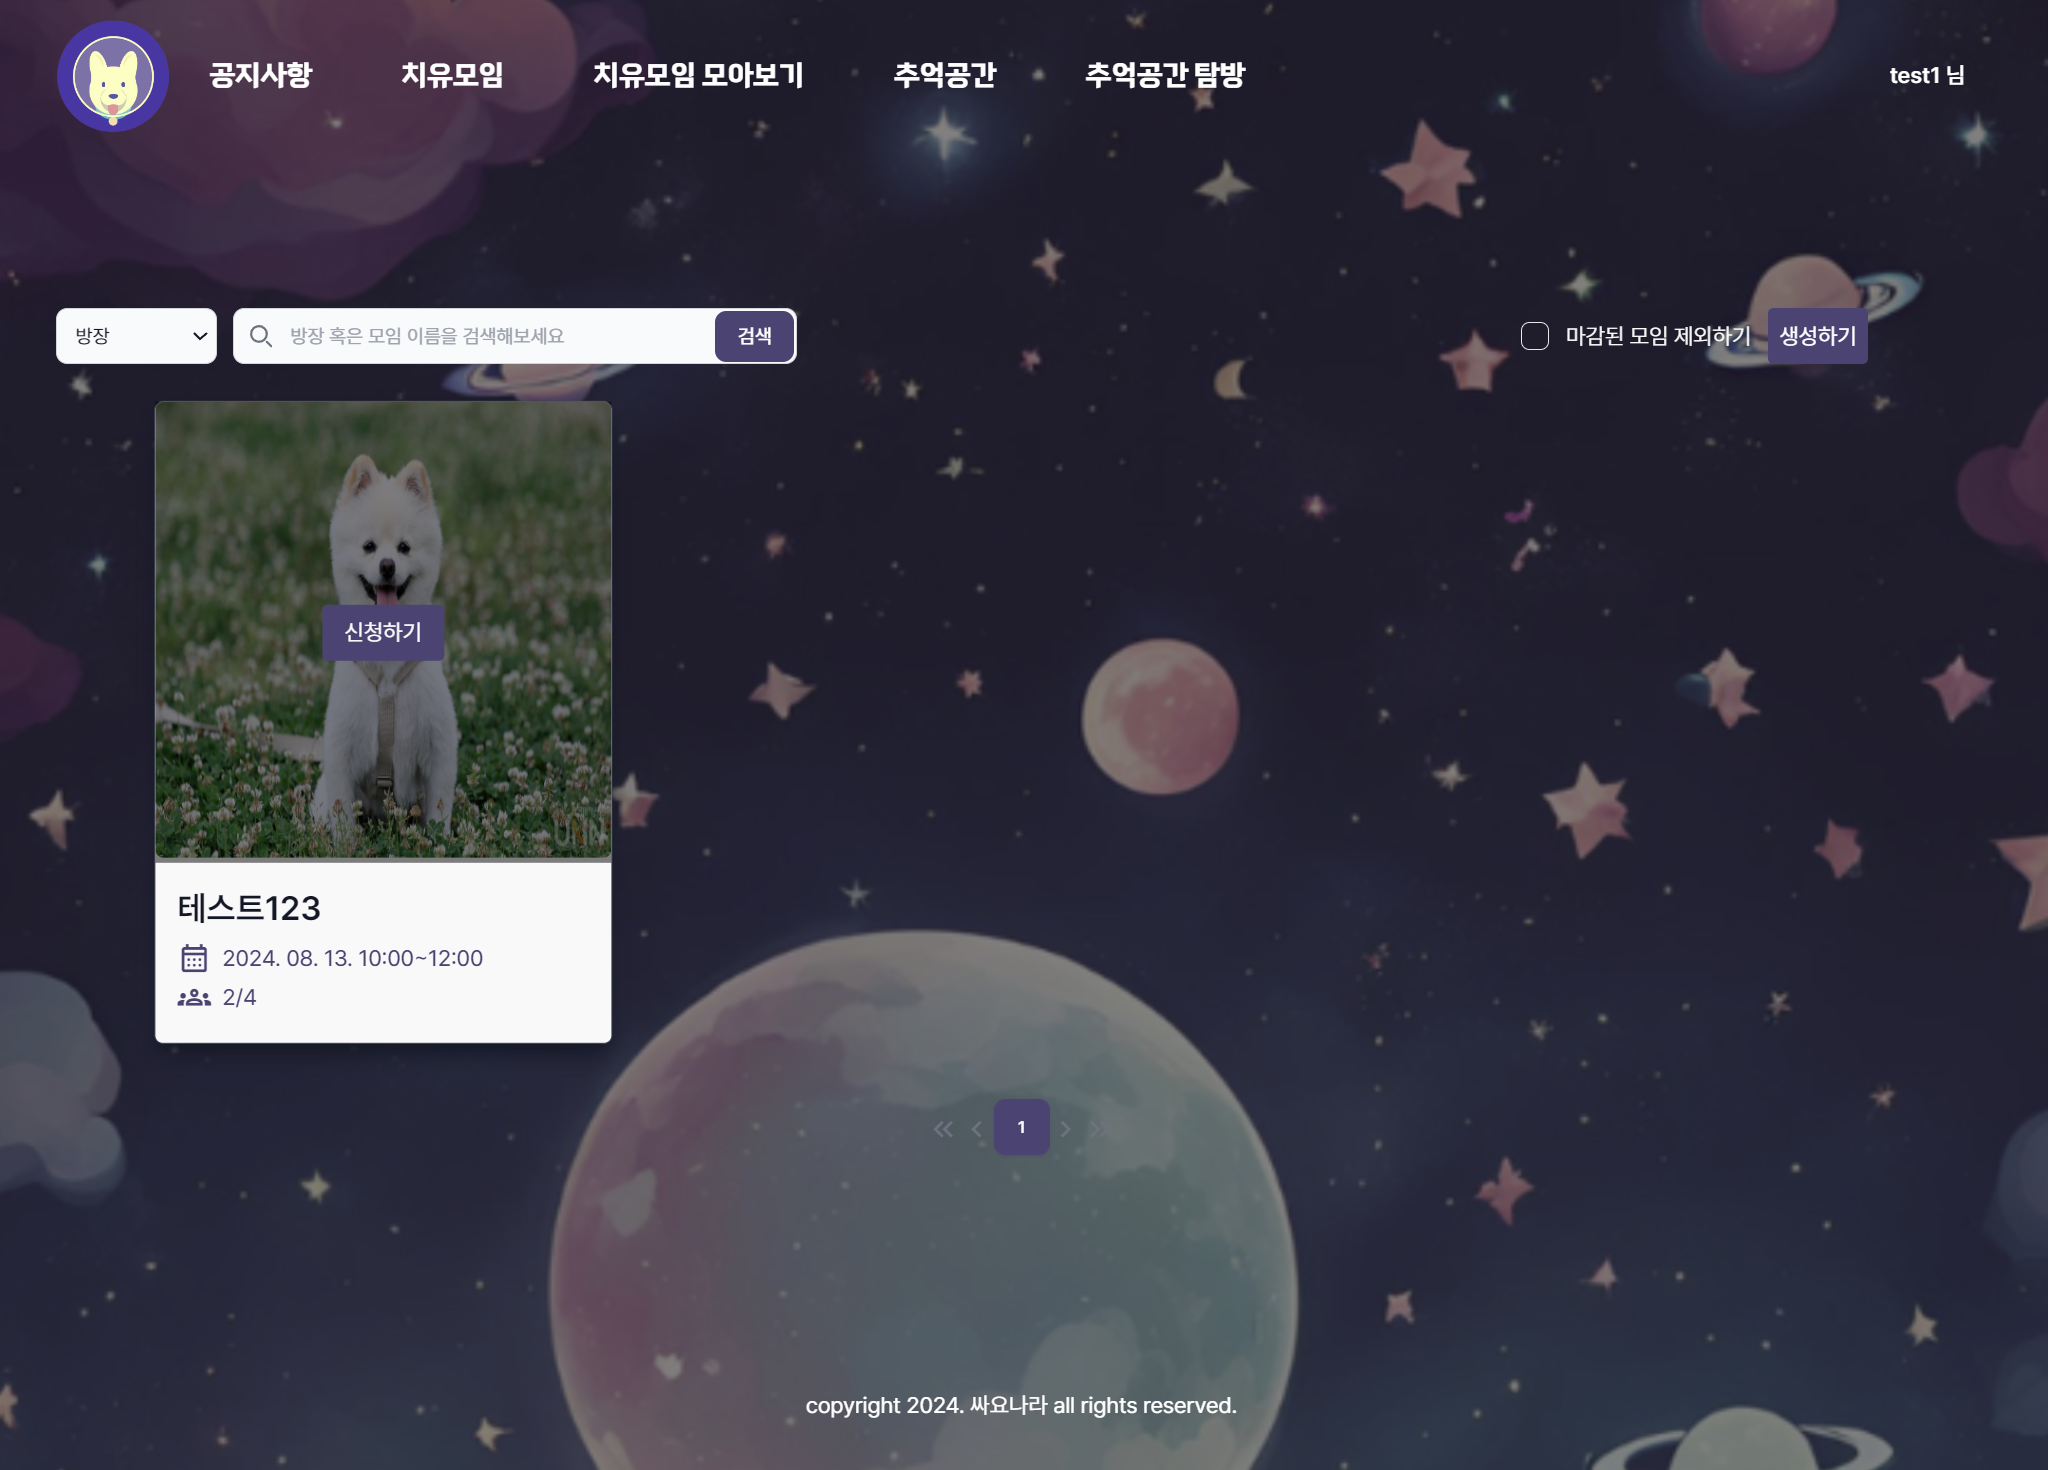 공지사항
치유모임
치유모임 모아보기
추억공간
추억공간 탐방
test1 님
방장
방장 혹은 모임 이름을 검색해보세요
검색
마감된 모임 제외하기
생성하기
신청하기
테스트123
2024. 08. 13. 10:00~12:00
2/4
1
copyright 2024. 싸요나라 all rights reserved.